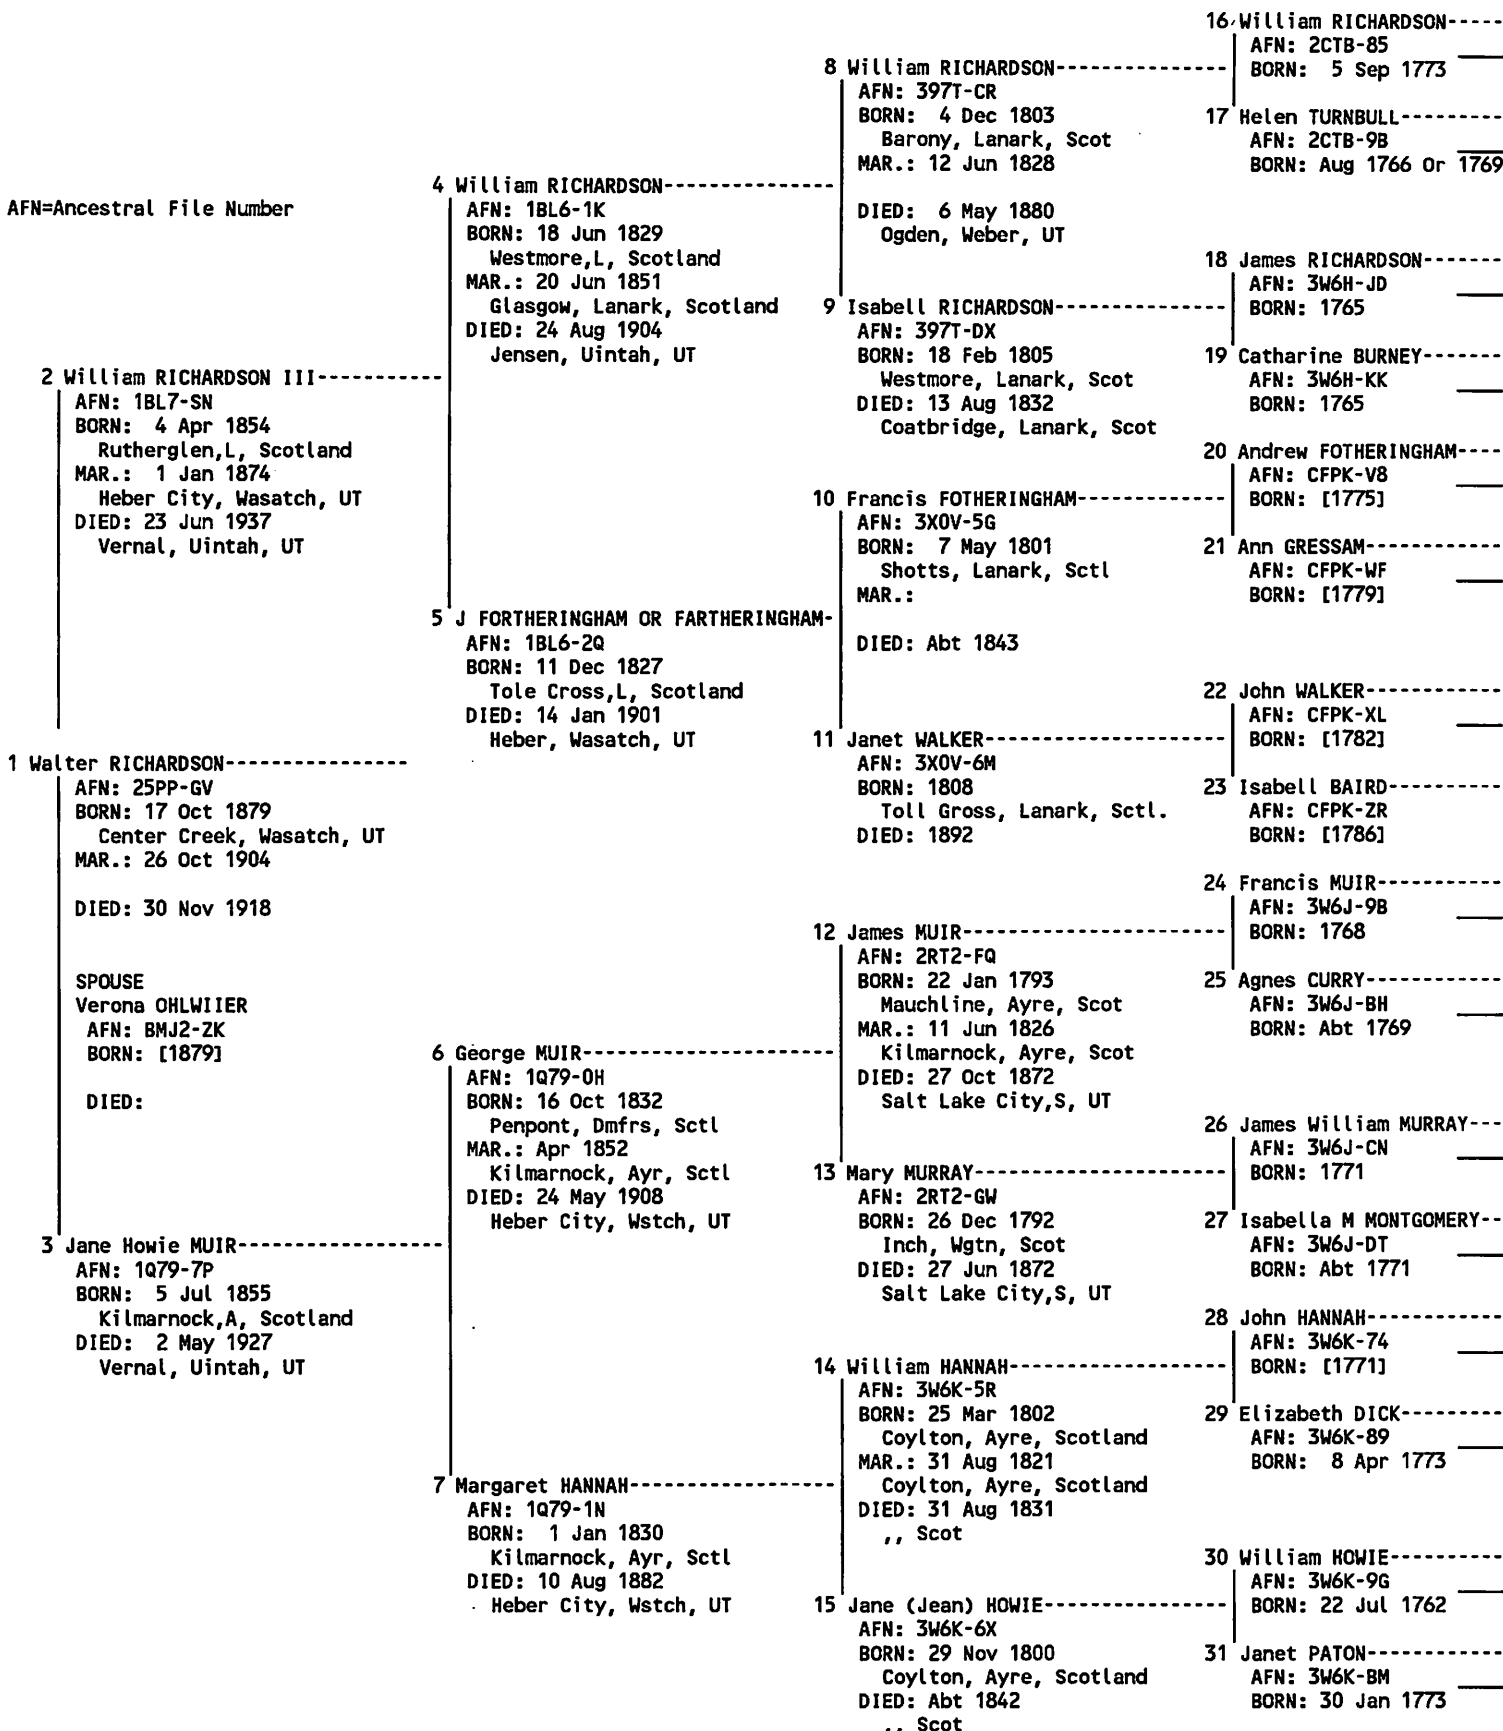 AFN=Ancestral File Number
1 Walter RICHARDSON----------------
AFN: 25PP-GV
BORN: 17 Oct 1879
Center Creek, Wasatch, UT
MAR.: 26 Oct 1904
DIED: 30 Nov 1918
SPOUSE
Verona OHLWIIER
AFN: BMJ2-ZK
BORN: [1879]
DIED:
2 William RICHARDSON III-----------
AFN: 1BL7-SN
BORN: 4 Apr 1854
Rutherglen,L, Scotland
MAR.: 1 Jan 1874
Heber City, Wasatch, UT
DIED: 23 Jun 1937
Vernal, Uintah, UT
3 Jane Howie MUIR------------------
AFN: 1Q79-7P
BORN: 5 Jul 1855
Kilmarnock,A, Scotland
DIED: 2 May 1927
Vernal, Uintah, UT
4 William RICHARDSON---------------
AFN: 1BL6-1K
BORN: 18 Jun 1829
Westmore,L, Scotland
MAR.: 20 Jun 1851
Glasgow, Lanark, Scotland
DIED: 24 Aug 1904
Jensen, Uintah, UT
5 J FORTHERINGHAM OR FARTHERINGHAM-
AFN: 1BL6-2Q
BORN: 11 Dec 1827
Tole Cross,L, Scotland
DIED: 14 Jan 1901
Heber, Wasatch, UT
6 George MUIR----------------------
AFN: 1Q79-0H
BORN: 16 Oct 1832
Penpont, Dmfrs, Sctl
MAR.: Apr 1852
Kilmarnock, Ayr, Sctl
DIED: 24 May 1908
Heber City, Wstch, UT
7 Margaret HANNAH------------------
AFN: 1Q79-1N
BORN: 1 Jan 1830
Kilmarnock, Ayr, Sctl
DIED: 10 Aug 1882
Heber City, Wstch, UT
8 William RICHARDSON---------------
AFN: 397T-CR
BORN: 4 Dec 1803
Barony, Lanark, Scot
MAR.: 12 Jun 1828
DIED: 6 May 1880
Ogden, Weber, UT
9 Isabell RICHARDSON---------------
AFN: 397T-DX
BORN: 18 Feb 1805
Westmore, Lanark, Scot
DIED: 13 Aug 1832
Coatbridge, Lanark, Scot
10 Francis FOTHERINGHAM-------------
AFN: 3X0V-5G
BORN: 7 May 1801
Shotts, Lanark, Sctl
MAR.:
DIED: Abt 1843
11 Janet WALKER---------------------
AFN: 3X0V-6M
BORN: 1808
Toll Gross, Lanark, Sctl.
DIED: 1892
12 James MUIR-----------------------
AFN: 2RT2-FQ
BORN: 22 Jan 1793
Mauchline, Ayre, Scot
MAR.: 11 Jun 1826
Kilmarnock, Ayre, Scot
DIED: 27 Oct 1872
Salt Lake City,S, UT
13 Mary MURRAY----------------------
AFN: 2RT2-GW
BORN: 26 Dec 1792
Inch, Wgtn, Scot
DIED: 27 Jun 1872
Salt Lake City,S, UT
14 William HANNAH-------------------
AFN: 3W6K-5R
BORN: 25 Mar 1802
Coylton, Ayre, Scotland
MAR.: 31 Aug 1821
Coylton, Ayre, Scotland
DIED: 31 Aug 1831
,, Scot
15 Jane (Jean) HOWIE----------------
AFN: 3W6K-6X
BORN: 29 Nov 1800
Coylton, Ayre, Scotland
DIED: Abt 1842
,, Scot
16 William RICHARDSON-----
AFN: 2CTB-85
BORN: 5 Sep 1773
17 Helen TURNBULL---------
AFN: 2CTB-9B
BORN: Aug 1766 Or 1769
18 James RICHARDSON-------
AFN: 3W6H-JD
BORN: 1765
19 Catharine BURNEY-------
AFN: 3W6H-KK
BORN: 1765
20 Andrew FOTHERINGHAM----
AFN: CFPK-V8
BORN: [1775]
21 Ann GRESSAM------------
AFN: CFPK-WF
BORN: [1779]
22 John WALKER------------
AFN: CFPK-XL
BORN: [1782]
23 Isabell BAIRD----------
AFN: CFPK-ZR
BORN: [1786]
24 Francis MUIR-----------
AFN: 3W6J-9B
BORN: 1768
25 Agnes CURRY------------
AFN: 3W6J-BH
BORN: Abt 1769
26 James William MURRAY---
AFN: 3W6J-CN
BORN: 1771
27 Isabella M MONTGOMERY--
AFN: 3W6J-DT
BORN: Abt 1771
28 John HANNAH------------
AFN: 3W6K-74
BORN: [1771]
29 Elizabeth DICK---------
AFN: 3W6K-89
BORN: 8 Apr 1773
30 William HOWIE----------
AFN: 3W6K-9G
BORN: 22 Jul 1762
31 Janet PATON------------
AFN: 3W6K-BM
BORN: 30 Jan 1773